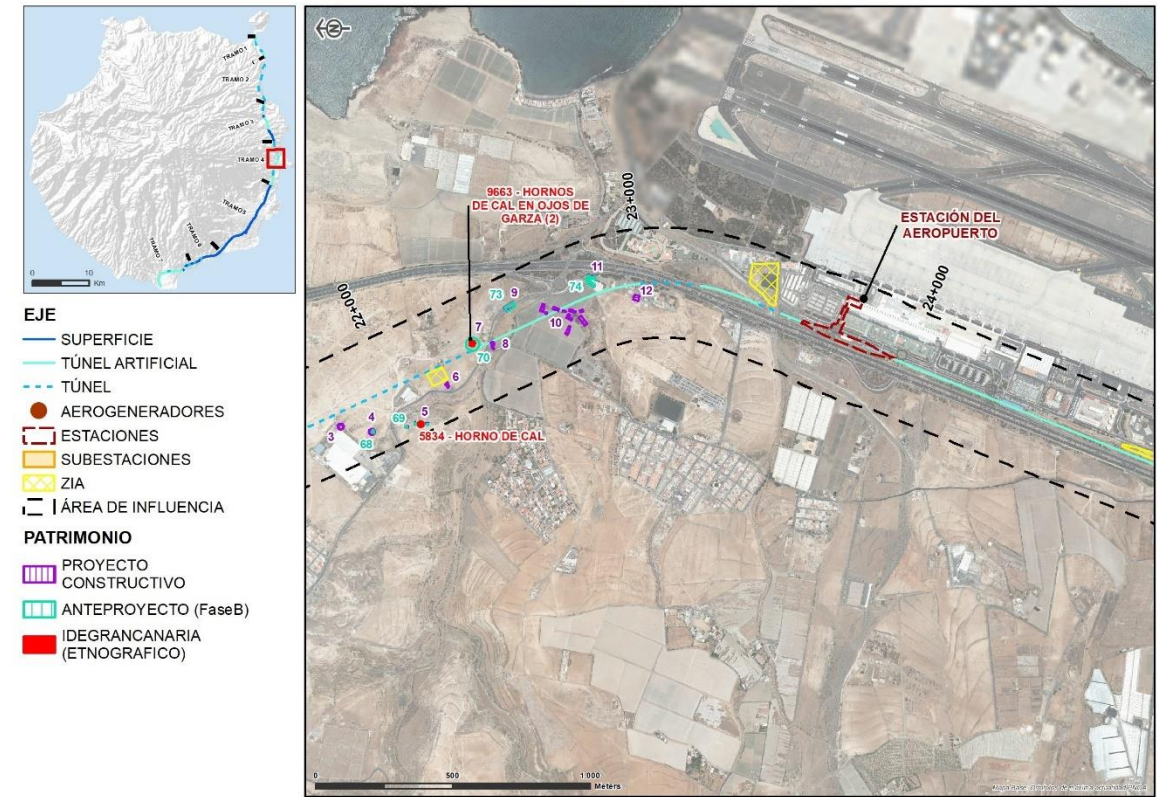 TRAMO 1
TRAMO 2
TRAMO 3
TRAMO 4
TRAMO 5
TRAMO 6
TRAMO 7
0 10
Km
EJE
SUPERFICIE
TÚNEL ARTIFICIAL
TÚNEL
AEROGENERADORES
ESTACIONES
SUBESTACIONES
ZIA
ÁREA DE INFLUENCIA
PATRIMONIO
PROYECTO
CONSTRUCTIVO
ANTEPROYECTO (FaseB)
IDEGRANCANARIA
(ETNOGRAFICO)
N
9663 - HORNOS
DE CAL EN OJOS DE
GARZA (2)
23+000
ESTACIÓN DEL
AEROPUERTO
24+000
22+000
11
74
12
73
9
10
7
8
70
6
5
69
4
3
68
5834 - HORNO DE CAL
0 500 1.000
Meters